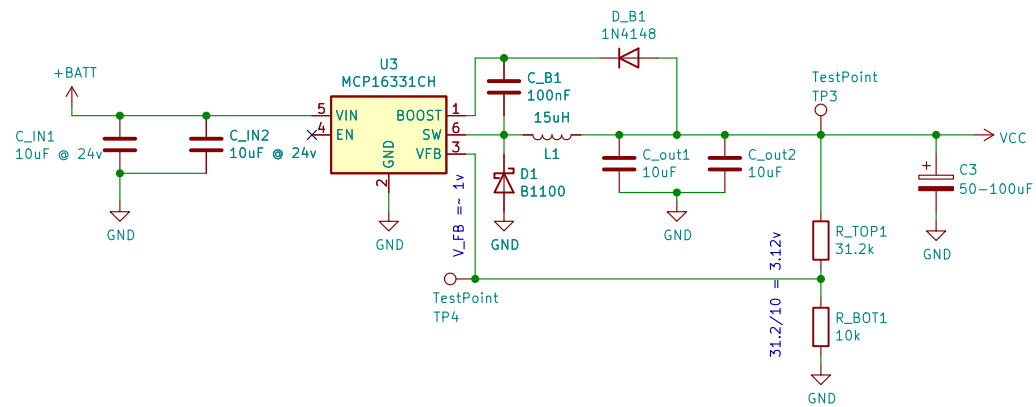 D_B1
1N4148
+BATT
U3
MCP16331CH
TestPoint
TP3
C_IN1
10uF @ 24v
C_IN2
10uF @ 24v
5
4
VIN
EN
GND
2
BOOST
SW
VFB
1
6
3
C_B1
100nF
15uH
L1
D1
B1100
C_out1
10uF
C_out2
10uF
VCC
+
C3
50-100uF
GND
GND
GND
GND
GND
V_FB =~ 1v
R_TOP1
31.2k
TestPoint
TP4
31.2/10 = 3.12v
R_BOT1
10k
GND